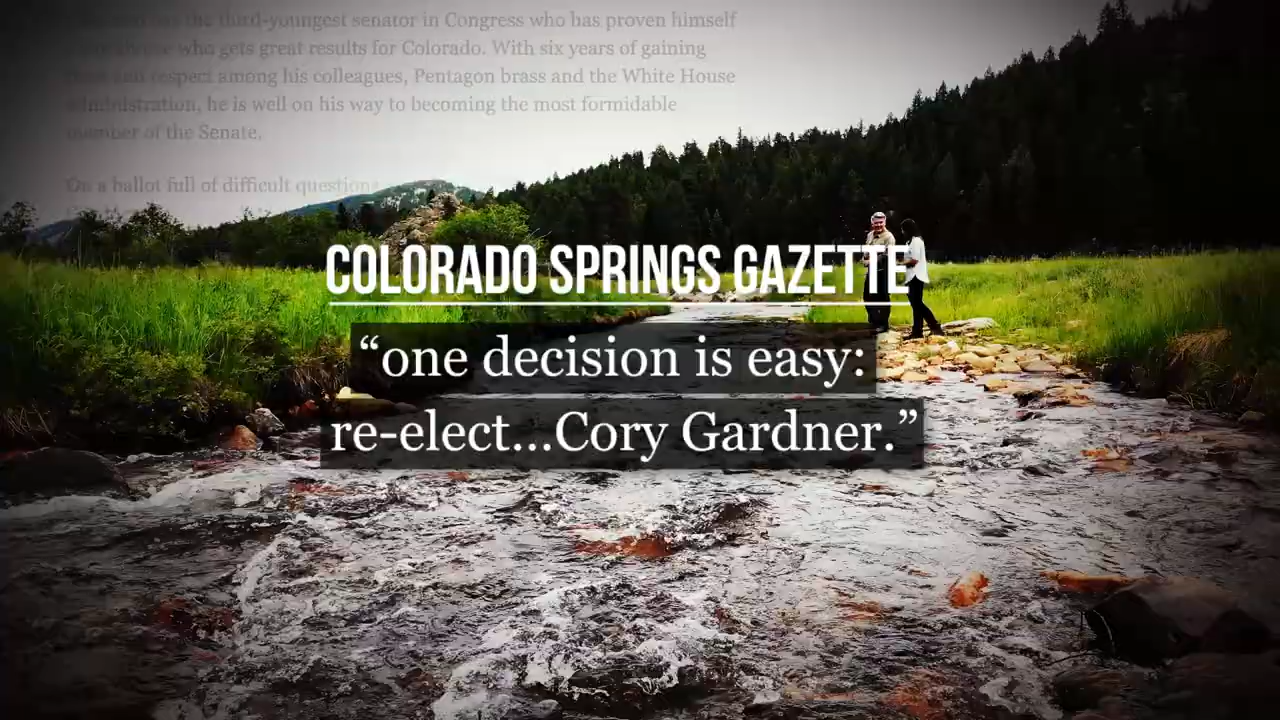 the third-youngest senator in Congress who has proven himself
who gets great results for Colorado. With six years of gaining
and respect among his colleagues, Pentagon brass and the White House
administration, he is well on his way to becoming the most formidable
member of the Senate.
On a ballot full of difficult questions
COLORADO SPRINGS GAZETTE
“one decision is easy:
re-elect...Cory Gardner.”